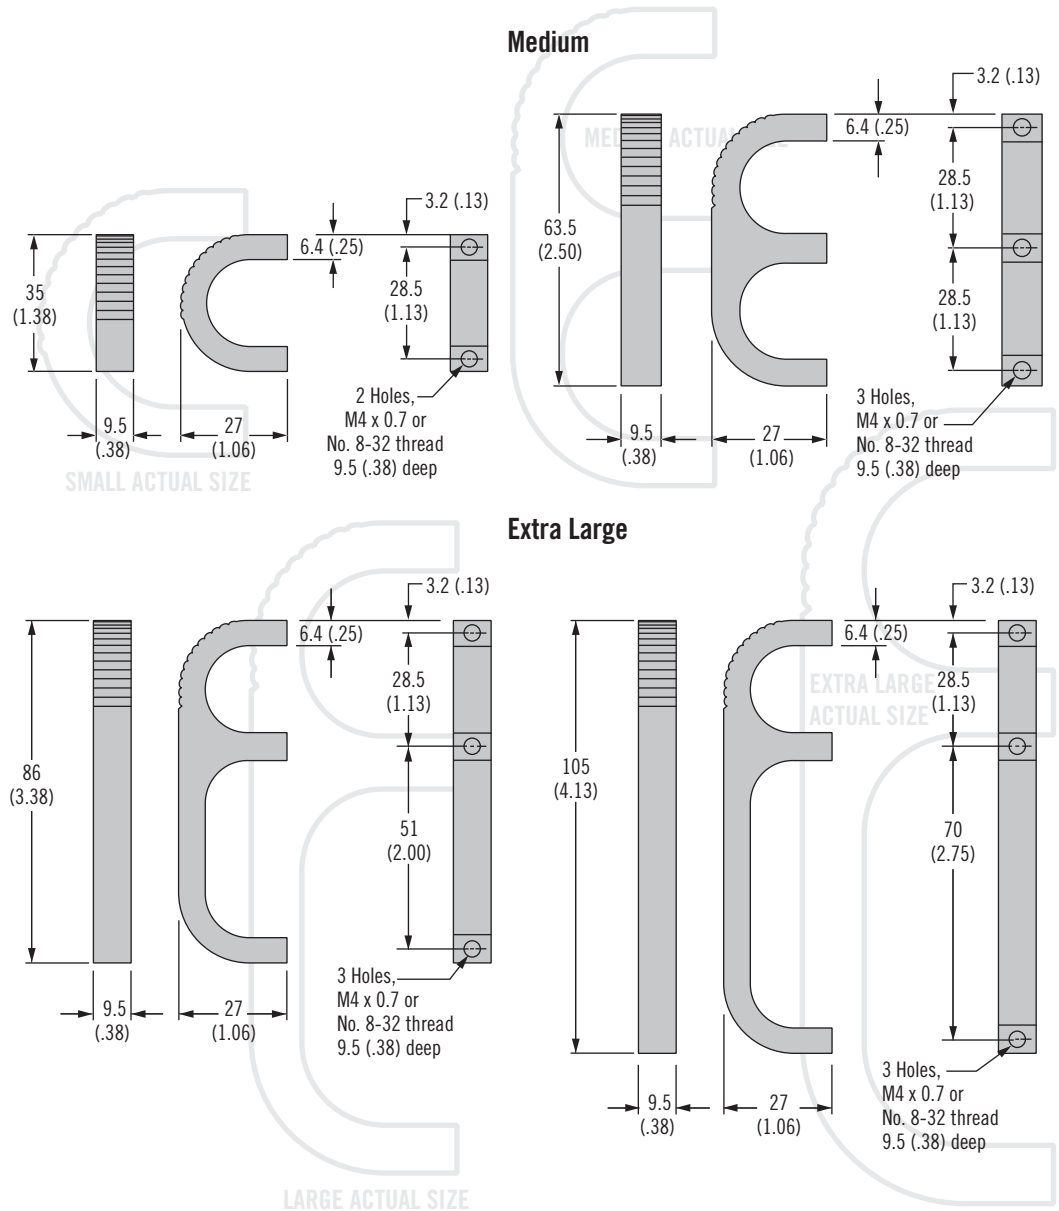 Medium
MEDIUM ACTUAL SIZE
3.2 (.13)
6.4 (.25)
28.5
(1.13)
63.5
(2.50)
28.5
(1.13)
9.5
(.38)
27
(1.06)
3 Holes,
M4 x 0.7 or
No. 8-32 thread
9.5 (.38) deep
3.2 (.13)
6.4 (.25)
35
(1.38)
28.5
(1.13)
9.5
(.38)
27
(1.06)
2 Holes,
M4 x 0.7 or
No. 8-32 thread
9.5 (.38) deep
SMALL ACTUAL SIZE
Extra Large
3.2 (.13)
6.4 (.25)
28.5
(1.13)
86
(3.38)
51
(2.00)
9.5
(.38)
27
(1.06)
3 Holes,
M4 x 0.7 or
No. 8-32 thread
9.5 (.38) deep
LARGE ACTUAL SIZE
3.2 (.13)
6.4 (.25)
EXTRA LARGE
ACTUAL SIZE
28.5
(1.13)
105
(4.13)
70
(2.75)
9.5
(.38)
27
(1.06)
3 Holes,
M4 x 0.7 or
No. 8-32 thread
9.5 (.38) deep